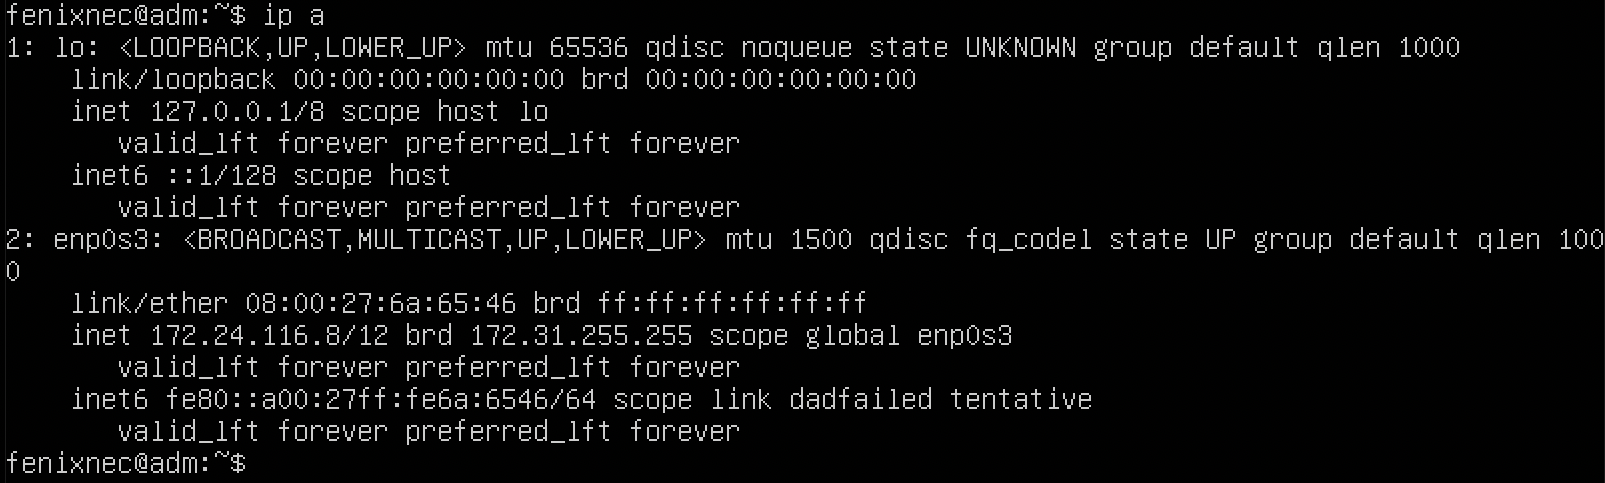 fenixnec@adm:~$ ip a
1: lo: <LOOPBACK,UP,LOWER_UP> mtu 65536 qdisc noqueue state UNKNOWN group default qlen 1000
    link/loopback 00:00:00:00:00:00 brd 00:00:00:00:00:00
    inet 127.0.0.1/8 scope host lo
       valid_lft forever preferred_lft forever
    inet6 ::1/128 scope host
       valid_lft forever preferred_lft forever
2: enp0s3: <BROADCAST,MULTICAST,UP,LOWER_UP> mtu 1500 qdisc fq_codel state UP group default qlen 100
0
    link/ether 08:00:27:6a:65:46 brd ff:ff:ff:ff:ff:ff
    inet 172.24.116.8/12 brd 172.31.255.255 scope global enp0s3
       valid_lft forever preferred_lft forever
    inet6 fe80::a00:27ff:fe6a:6546/64 scope link dadfailed tentative
       valid_lft forever preferred_lft forever
fenixnec@adm:~$